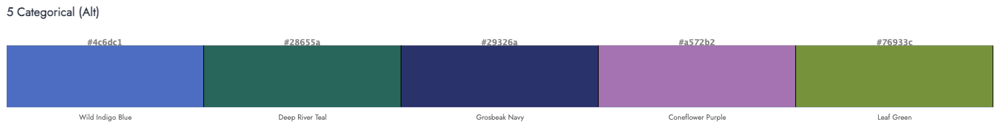 5 Categorical (Alt)
#4c6dc1 #28655a #29326a #a572b2 #76933c
Wild Indigo Blue Deep River Teal Grosbeak Navy Coneflower Purple Leaf Green